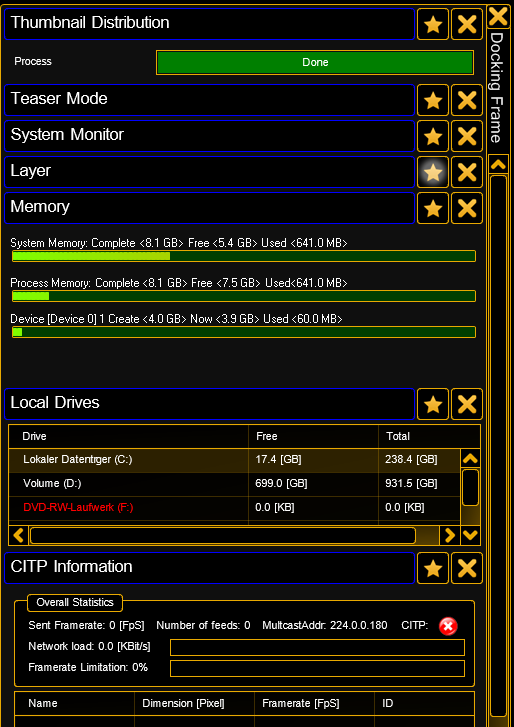 Thumbnail Distribution
Docking Frame
Process Done
Teaser Mode
System Monitor
Layer
Memory
System Memory: Complete <8.1 GB> Free <5.4 GB> Used <641.0 MB>
Process Memory: Complete <8.1 GB> Free <7.5 GB> Used<641.0 MB>
Device [Device 0] 1 Create <4.0 GB> Now <3.9 GB> Used <60.0 MB>
Local Drives
Drive Free Total
Lokaler Datentrger (C:) 17.4 [GB] 238.4 [GB]
Volume (D:) 699.0 [GB] 931.5 [GB]
DVD-RW-Laufwerk (F:) 0.0 [KB] 0.0 [KB]
CITP Information
Overall Statistics
Sent Framerate: 0 [FpS] Number of feeds: 0 MultcastAddr: 224.0.0.180 CITP:
Network load: 0.0 [KBit/s]
Framerate Limitation: 0%
Name Dimension [Pixel] Framerate [FpS] ID